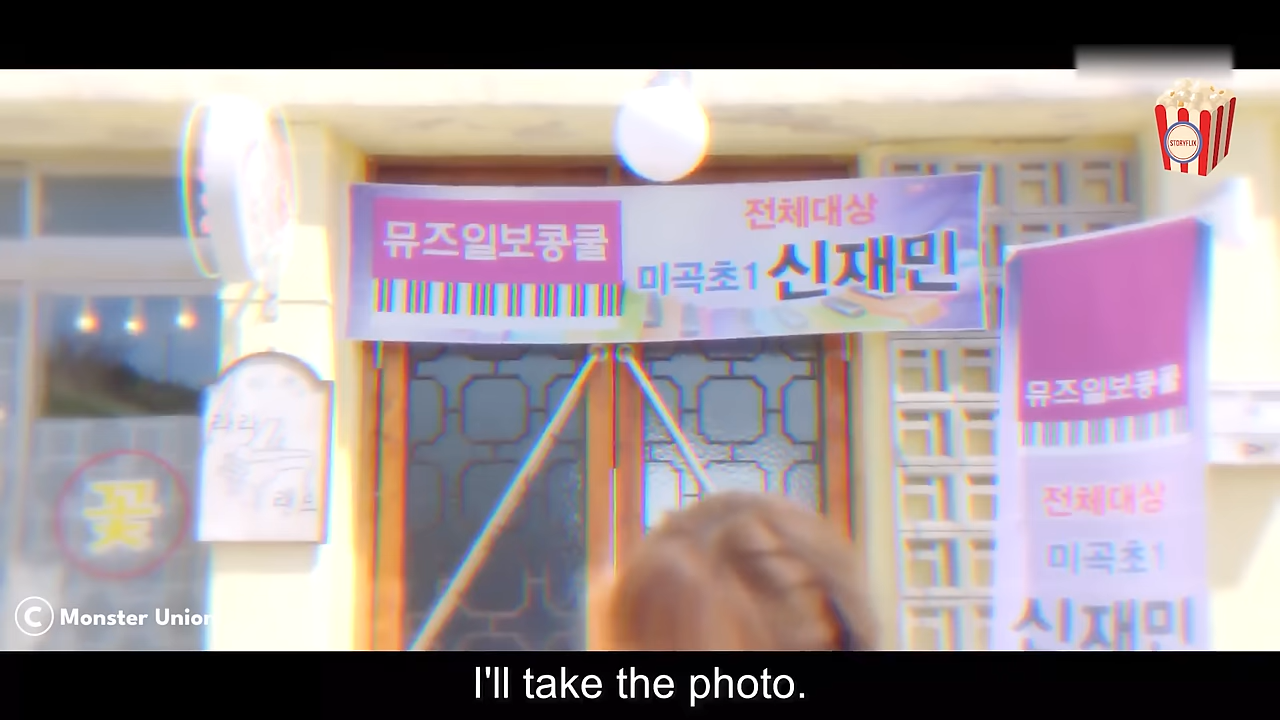 STORYFLIX
전체대상
뮤즈일보콩쿨
미곡초1 신재민
뮤즈일보콩쿨
전체대상
미곡초1
신재민
꽃
© Monster Union
I'll take the photo.